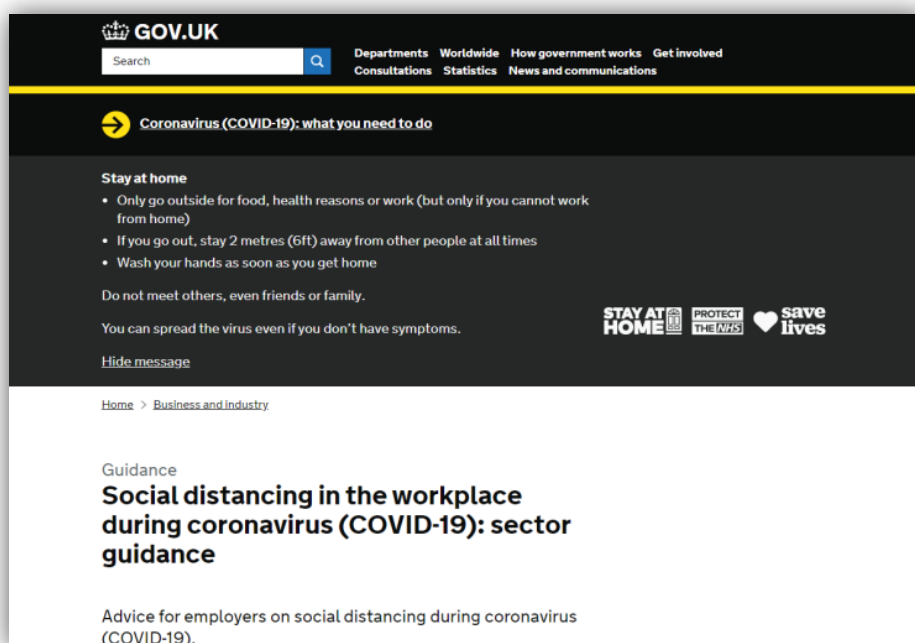 GOV.UK
Search
Departments Worldwide How government works Get involved
Consultations Statistics News and communications
Coronavirus (COVID-19): what you need to do
Stay at home
• Only go outside for food, health reasons or work (but only if you cannot work
from home)
• If you go out, stay 2 metres (6ft) away from other people at all times
• Wash your hands as soon as you get home
Do not meet others, even friends or family.
You can spread the virus even if you don't have symptoms.
Hide message
STAY AT
HOME
PROTECT
THE NHS
save
lives
Home > Business and industry
Guidance
Social distancing in the workplace
during coronavirus (COVID-19): sector
guidance
Advice for employers on social distancing during coronavirus
(COVID-19).